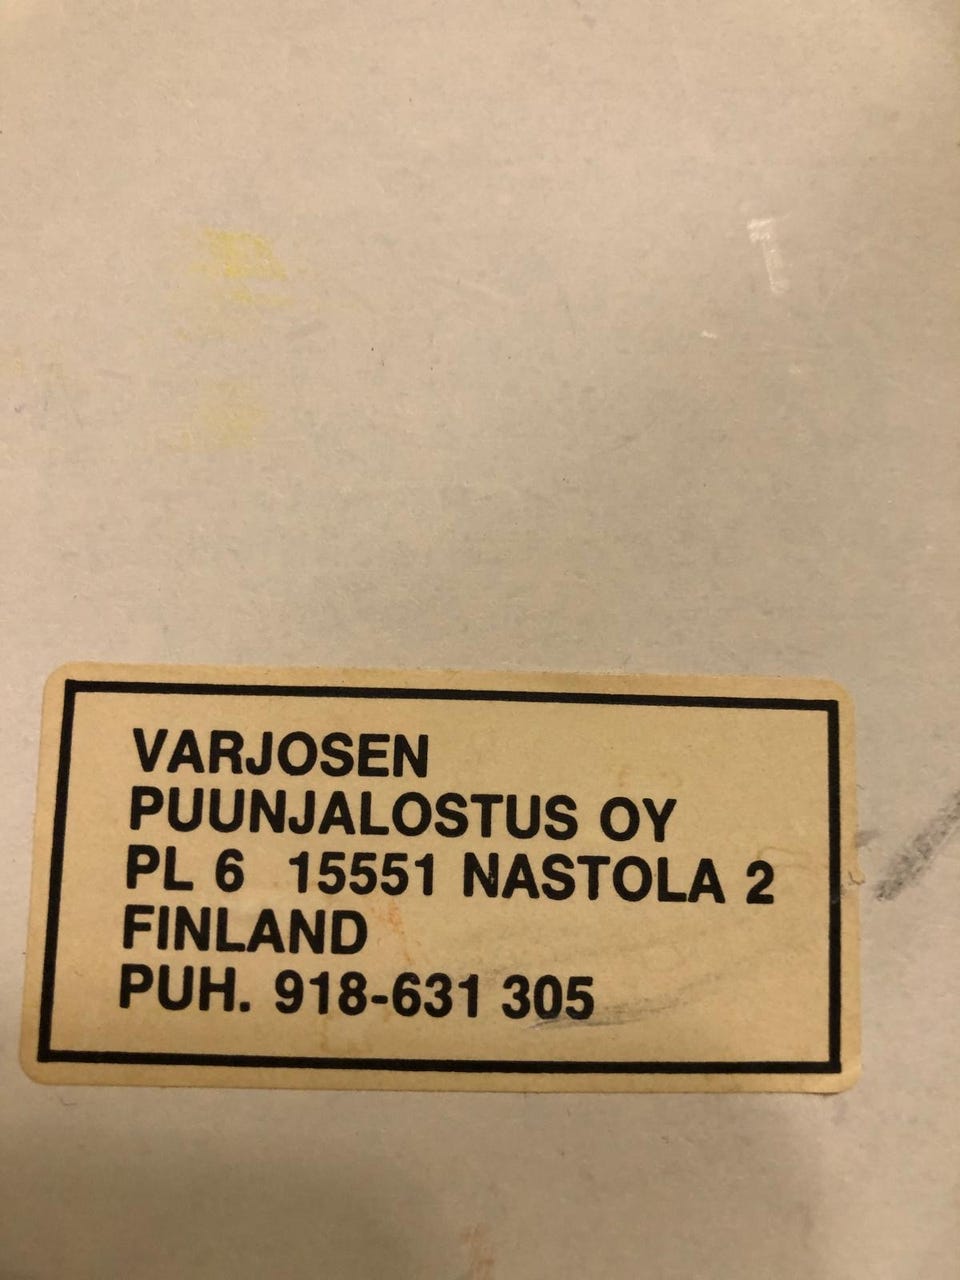 VARJOSEN
PUUNJALOSTUS OY
PL 6 15551 NASTOLA 2
FINLAND
PUH. 918-631 305